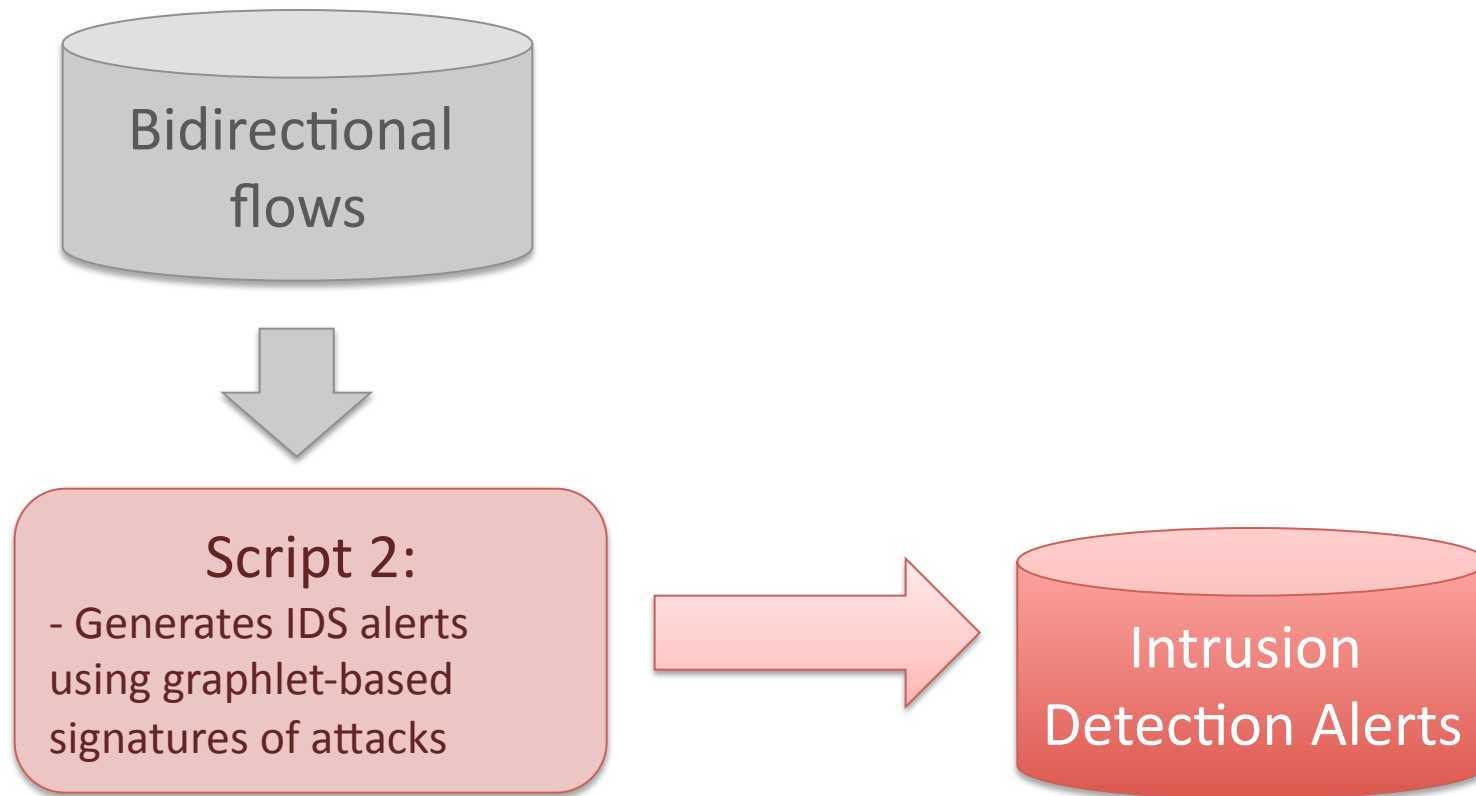 Bidirectional
flows
Script 2:
- Generates IDS alerts
using graphlet-based
signatures of attacks
Intrusion
Detection Alerts